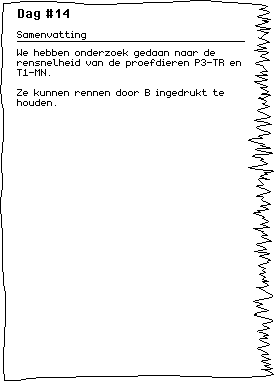 Dag #14
Samenvatting
We hebben onderzoek gedaan naar de
rensnelheid van de proefdieren P3-TR en
T1-MN.
Ze kunnen rennen door B ingedrukt te
houden.